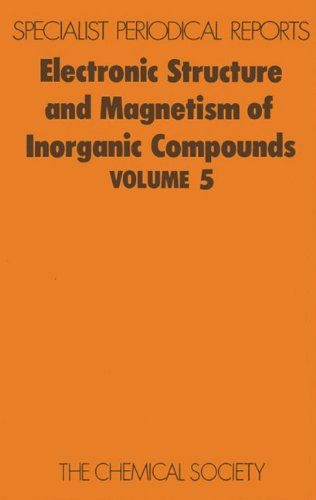 SPECIALIST PERIODICAL REPORTS
Electronic Structure
and Magnetism of
Inorganic Compounds
VOLUME 5
THE CHEMICAL SOCIETY